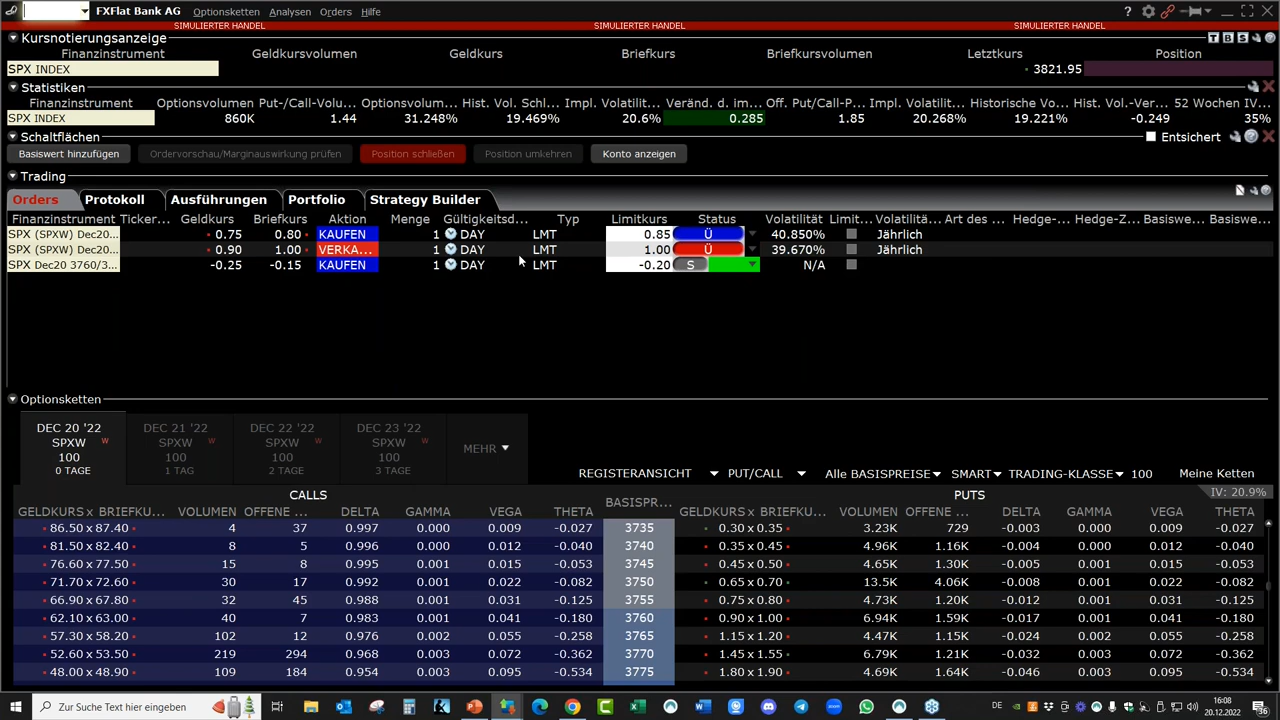 FXFlat Bank AG Optionsketten Analysen Orders Hilfe ?
SIMULIERTER HANDEL SIMULIERTER HANDEL SIMULIERTER HANDEL
Kursnotierungsanzeige T B S
Finanzinstrument Geldkursvolumen Geldkurs Briefkurs Briefkursvolumen Letztkurs Position
SPX INDEX 3821.95
Statistiken
Finanzinstrument Optionsvolumen Put-/Call-Volu... Optionsvolum... Hist. Vol. Schl... Impl. Volatilit... Veränd. d. im... Off. Put/Call-P... Impl. Volatilit... Historische Vo... Hist. Vol.-Ver... 52 Wochen IV...
SPX INDEX 860K 1.44 31.248% 19.469% 20.6% 0.285 1.85 20.268% 19.221% -0.249 35%
Schaltflächen Entsichert
Basiswert hinzufügen Ordervorschau/Marginauswirkung prüfen Position schließen Position umkehren Konto anzeigen
Trading
Orders Protokoll Ausführungen Portfolio Strategy Builder
Finanzinstrument Ticker... Geldkurs Briefkurs Aktion Menge Gültigkeitsd... Typ Limitkurs Status Volatilität Limit... Volatilitä... Art des ... Hedge-... Hedge-Z... Basiswe... Basiswe...
SPX (SPXW) Dec20... 0.75 0.80 KAUFEN 1 DAY LMT 0.85 Ü 40.850% Jährlich
SPX (SPXW) Dec20... 0.90 1.00 VERKA... 1 DAY LMT 1.00 Ü 39.670% Jährlich
SPX Dec20 3760/3... -0.25 -0.15 KAUFEN 1 DAY LMT -0.20 S N/A
Optionsketten
DEC 20 '22 DEC 21 '22 DEC 22 '22 DEC 23 '22
SPXW W SPXW W SPXW W SPXW W MEHR
100 100 100 100
0 TAGE 1 TAG 2 TAGE 3 TAGE
REGISTERANSICHT PUT/CALL Alle BASISPREISE SMART TRADING-KLASSE 100 Meine Ketten
CALLS BASISPR... PUTS IV: 20.9%
GELDKURS x BRIEFKU... VOLUMEN OFFENE ... DELTA GAMMA VEGA THETA GELDKURS x BRIEFKU... VOLUMEN OFFENE ... DELTA GAMMA VEGA THETA
86.50 x 87.40 4 37 0.997 0.000 0.009 -0.027 3735 0.30 x 0.35 3.23K 729 -0.003 0.000 0.009 -0.027
81.50 x 82.40 8 5 0.996 0.000 0.012 -0.040 3740 0.35 x 0.45 4.96K 1.16K -0.004 0.000 0.012 -0.040
76.60 x 77.50 15 8 0.995 0.001 0.015 -0.053 3745 0.45 x 0.50 4.65K 1.30K -0.005 0.001 0.015 -0.053
71.70 x 72.60 30 17 0.992 0.001 0.022 -0.082 3750 0.65 x 0.70 13.5K 4.06K -0.008 0.001 0.022 -0.082
66.90 x 67.80 32 45 0.988 0.001 0.031 -0.125 3755 0.75 x 0.80 4.73K 1.20K -0.012 0.001 0.031 -0.125
62.10 x 63.00 40 7 0.983 0.001 0.041 -0.180 3760 0.90 x 1.00 6.94K 1.59K -0.017 0.001 0.041 -0.180
57.30 x 58.20 102 12 0.976 0.002 0.055 -0.258 3765 1.15 x 1.20 4.47K 1.15K -0.024 0.002 0.055 -0.258
52.60 x 53.50 219 294 0.968 0.003 0.072 -0.362 3770 1.45 x 1.55 6.79K 1.21K -0.032 0.003 0.072 -0.362
48.00 x 48.90 109 184 0.954 0.003 0.095 -0.534 3775 1.80 x 1.90 4.69K 1.64K -0.046 0.003 0.095 -0.534
Zur Suche Text hier eingeben DE 16:08
20.12.2022 36